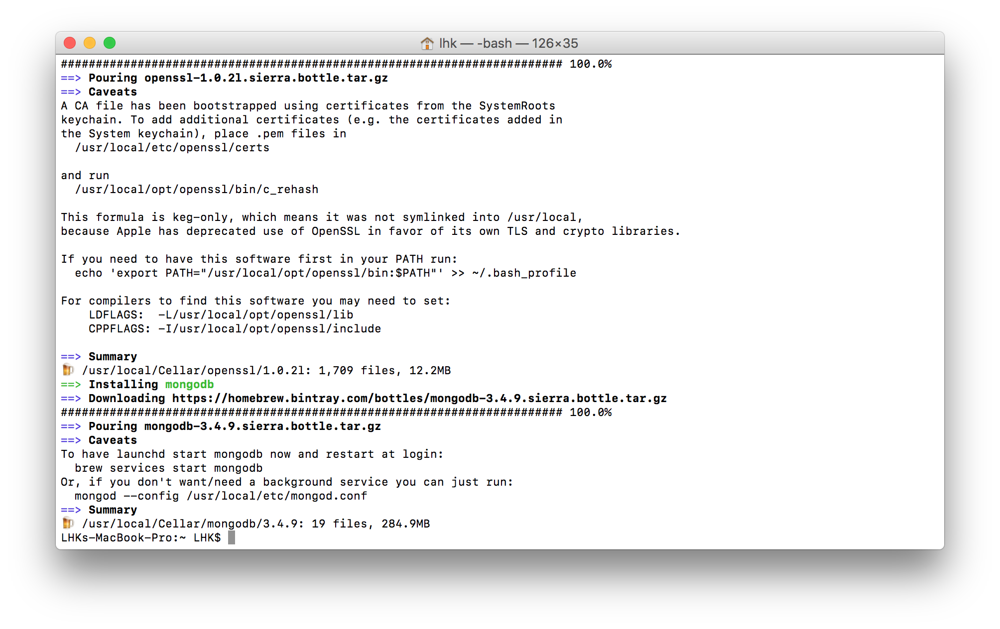 lhk — -bash — 126×35
######################################################################## 100.0%
==> Pouring openssl-1.0.2l.sierra.bottle.tar.gz
==> Caveats
A CA file has been bootstrapped using certificates from the SystemRoots
keychain. To add additional certificates (e.g. the certificates added in
the System keychain), place .pem files in
  /usr/local/etc/openssl/certs

and run
  /usr/local/opt/openssl/bin/c_rehash

This formula is keg-only, which means it was not symlinked into /usr/local,
because Apple has deprecated use of OpenSSL in favor of its own TLS and crypto libraries.

If you need to have this software first in your PATH run:
  echo 'export PATH="/usr/local/opt/openssl/bin:$PATH"' >> ~/.bash_profile

For compilers to find this software you may need to set:
    LDFLAGS:  -L/usr/local/opt/openssl/lib
    CPPFLAGS: -I/usr/local/opt/openssl/include

==> Summary
🍺 /usr/local/Cellar/openssl/1.0.2l: 1,709 files, 12.2MB
==> Installing mongodb
==> Downloading https://homebrew.bintray.com/bottles/mongodb-3.4.9.sierra.bottle.tar.gz
######################################################################## 100.0%
==> Pouring mongodb-3.4.9.sierra.bottle.tar.gz
==> Caveats
To have launchd start mongodb now and restart at login:
  brew services start mongodb
Or, if you don't want/need a background service you can just run:
  mongod --config /usr/local/etc/mongod.conf
==> Summary
🍺 /usr/local/Cellar/mongodb/3.4.9: 19 files, 284.9MB
LHKs-MacBook-Pro:~ LHK$